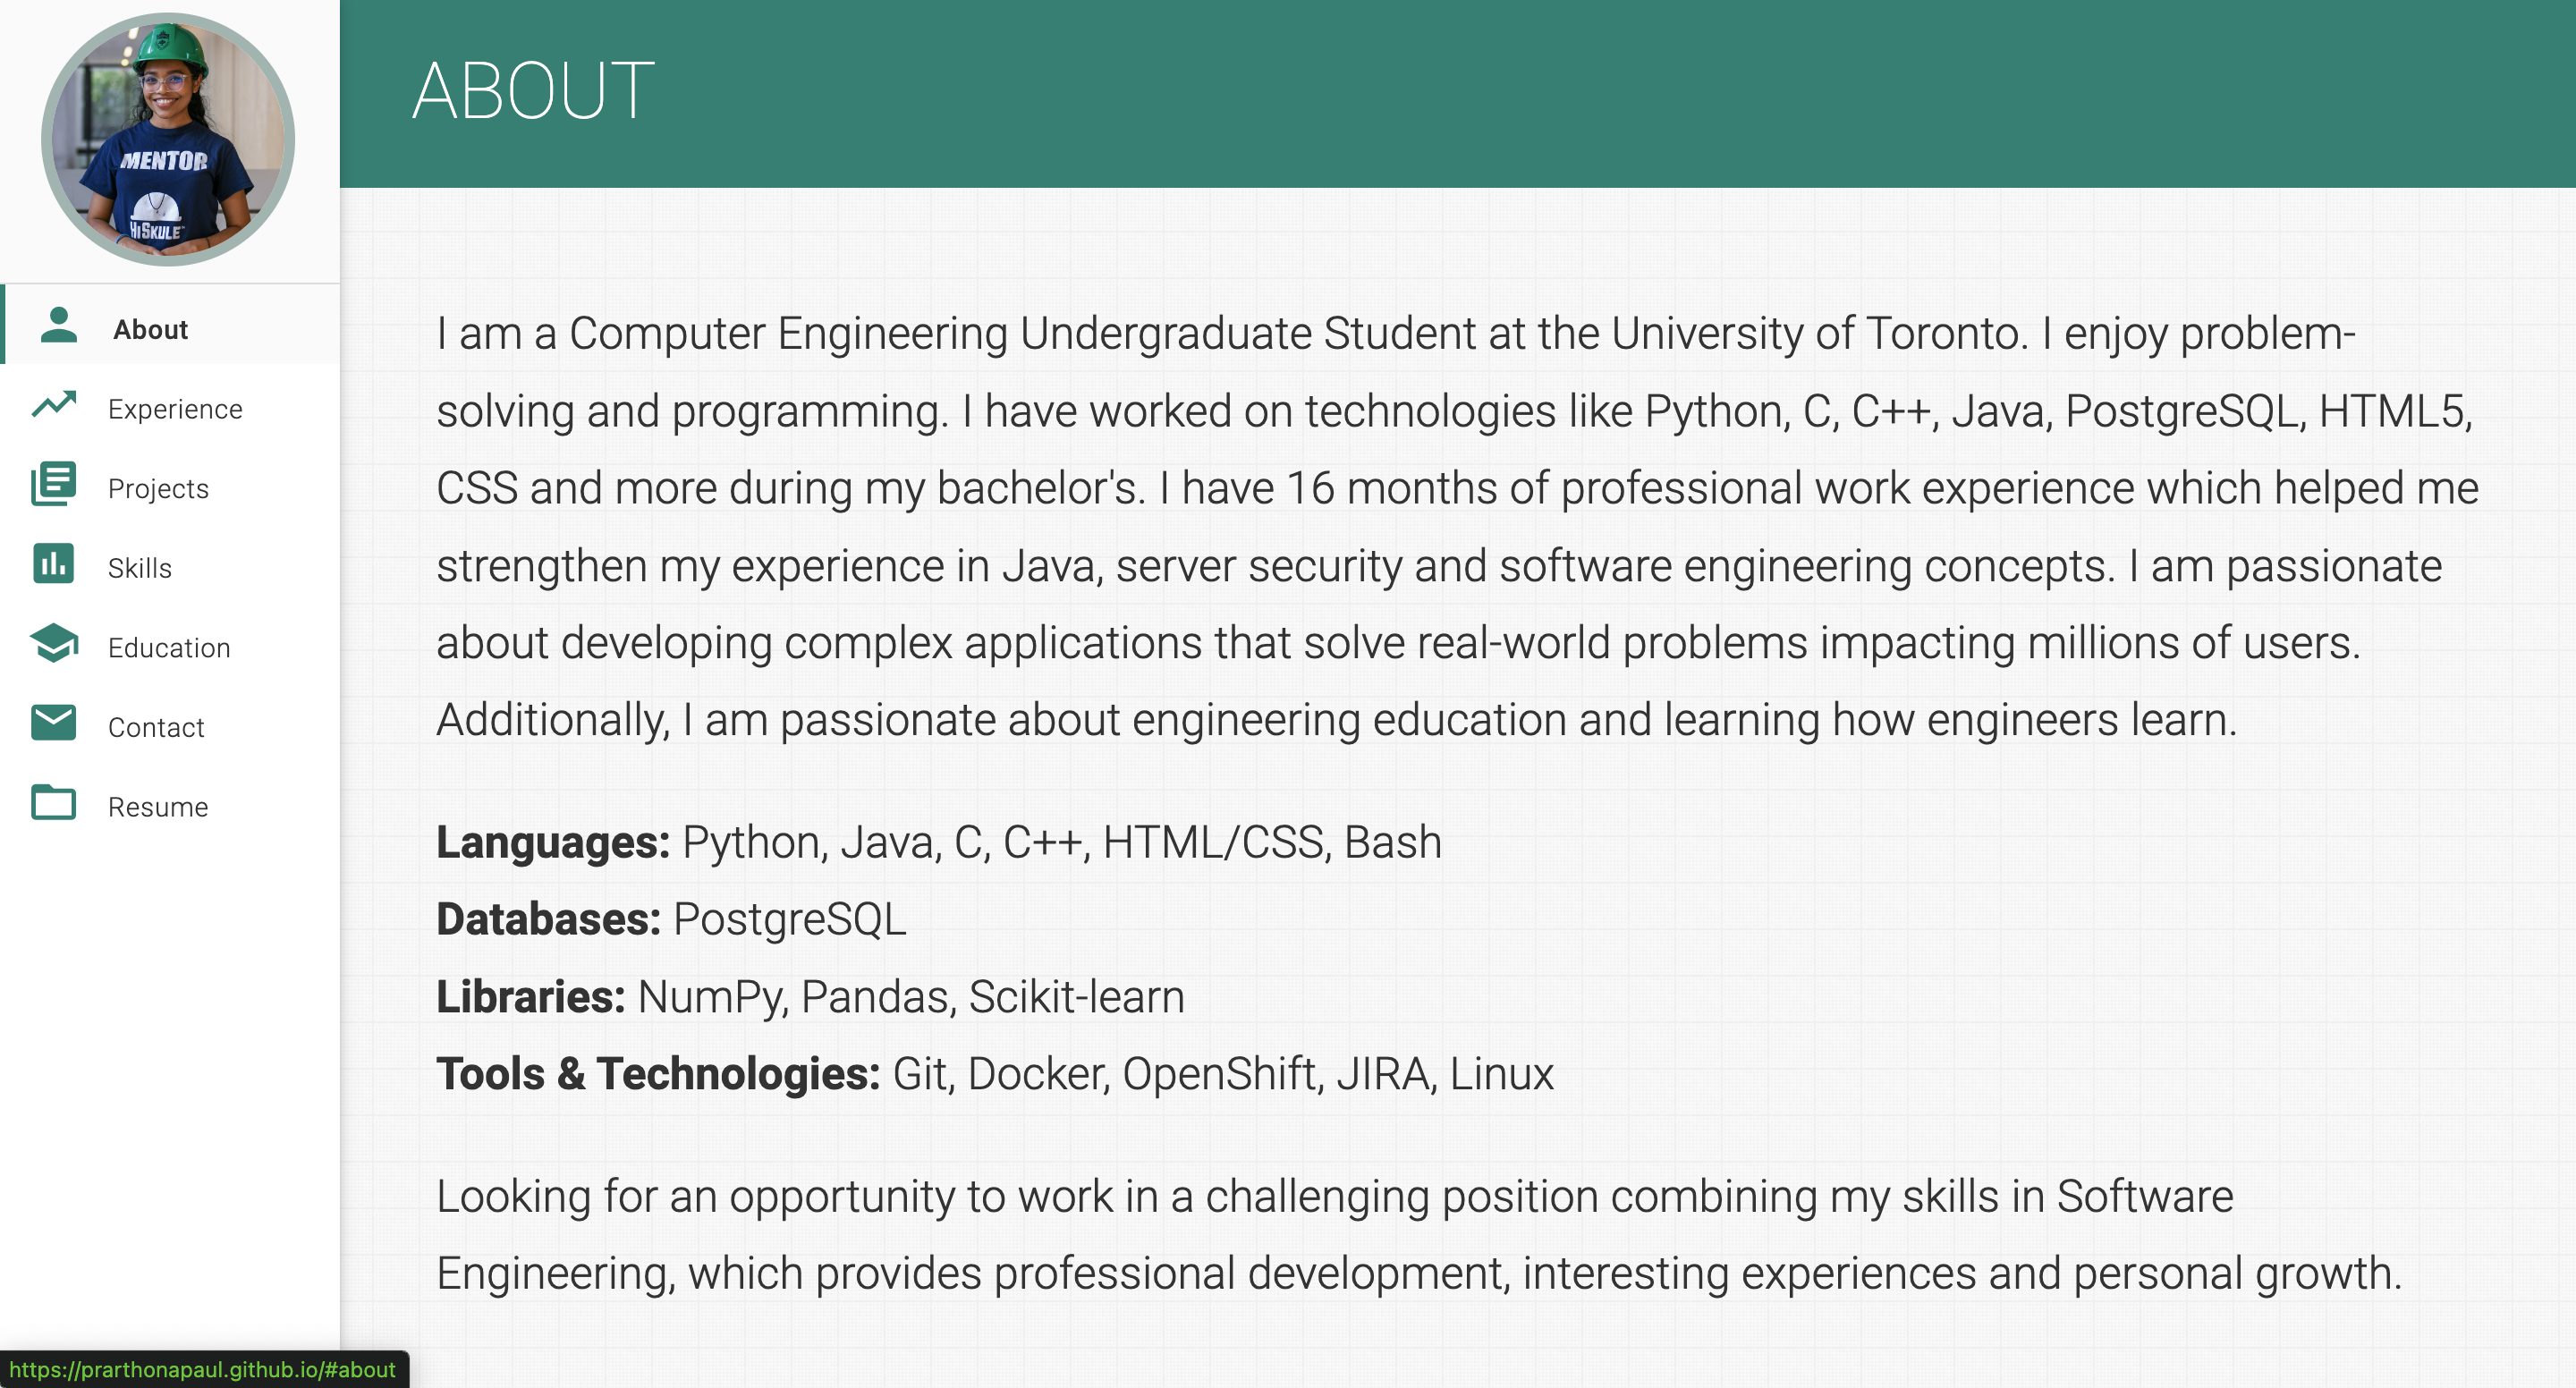 MENTOR
HISKULE
About
Experience
Projects
Skills
Education
Contact
Resume
ABOUT
I am a Computer Engineering Undergraduate Student at the University of Toronto. I enjoy problem-
solving and programming. I have worked on technologies like Python, C, C++, Java, PostgreSQL, HTML5,
CSS and more during my bachelor's. I have 16 months of professional work experience which helped me
strengthen my experience in Java, server security and software engineering concepts. I am passionate
about developing complex applications that solve real-world problems impacting millions of users.
Additionally, I am passionate about engineering education and learning how engineers learn.
Languages: Python, Java, C, C++, HTML/CSS, Bash
Databases: PostgreSQL
Libraries: NumPy, Pandas, Scikit-learn
Tools & Technologies: Git, Docker, OpenShift, JIRA, Linux
Looking for an opportunity to work in a challenging position combining my skills in Software
Engineering, which provides professional development, interesting experiences and personal growth.
https://prarthonapaul.github.io/#about